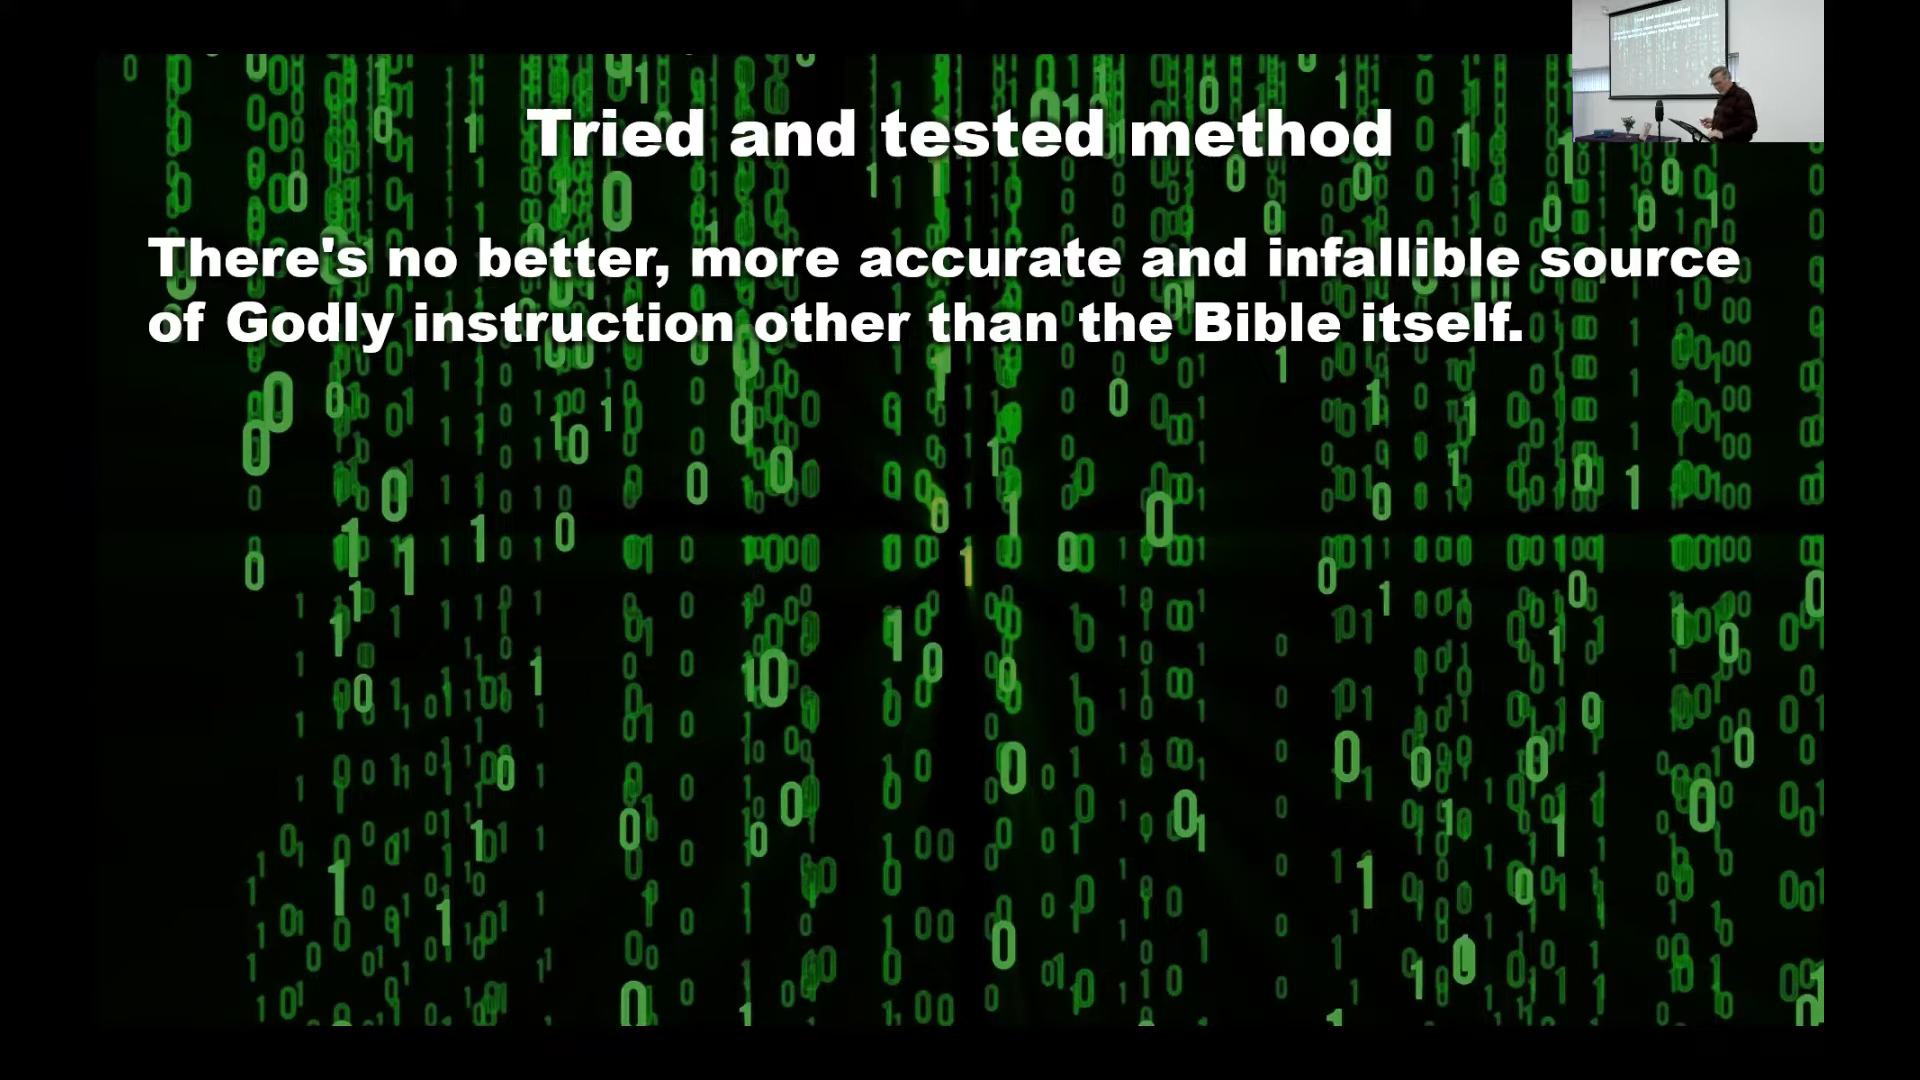 Tried and tested method
There's no better, more accurate and infallible source
of Godly instruction other than the Bible itself.